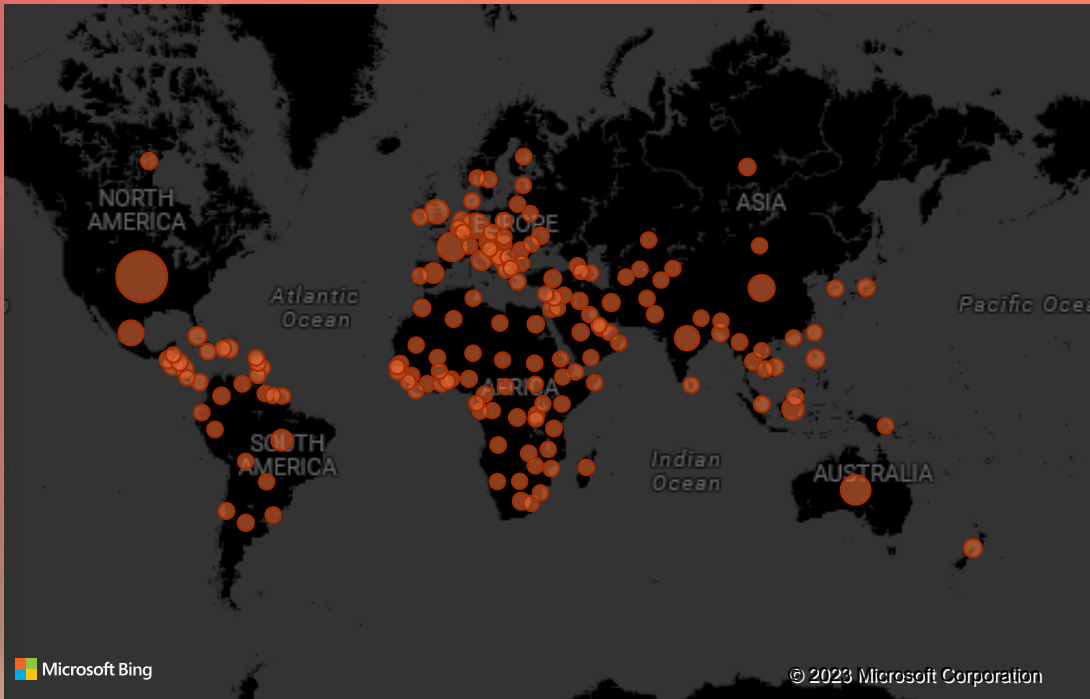 NORTH
AMERICA
EUROPE
ASIA
Atlantic
Ocean
Pacific Oce
AFRICA
SOUTH
AMERICA
Indian
Ocean
AUSTRALIA
Microsoft Bing
© 2023 Microsoft Corporation